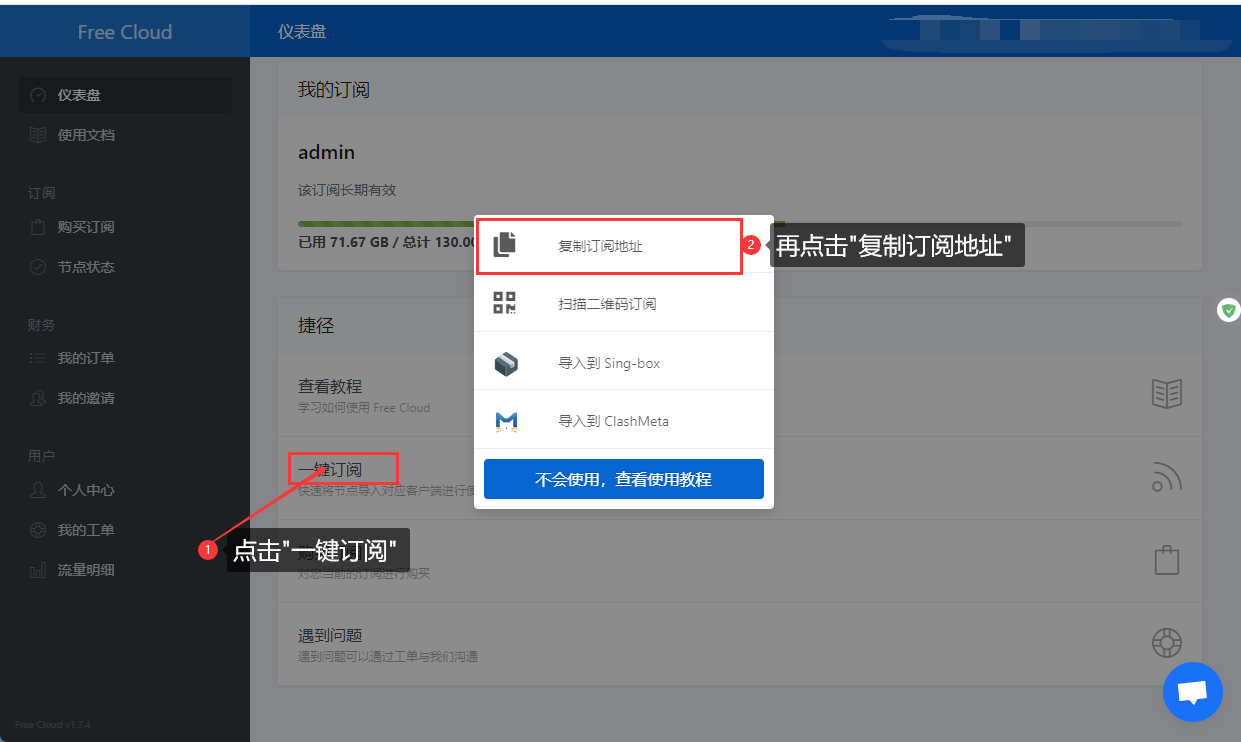 Free Cloud
仪表盘
仪表盘
使用文档
订阅
购买订阅
节点状态
财务
我的订单
我的邀请
用户
个人中心
我的工单
流量明细
Free Cloud v1.7.4
我的订阅
admin
该订阅长期有效
已用 71.67 GB / 总计 130.00
捷径
查看教程
学习如何使用 Free Cloud
一键订阅
快速将节点导入对应客户端进行使
对您当前的订阅进行购买
遇到问题
遇到问题可以通过工单与我们沟通
复制订阅地址
扫描二维码订阅
导入到 Sing-box
导入到 ClashMeta
不会使用，查看使用教程
1
点击"一键订阅"
2
再点击"复制订阅地址"